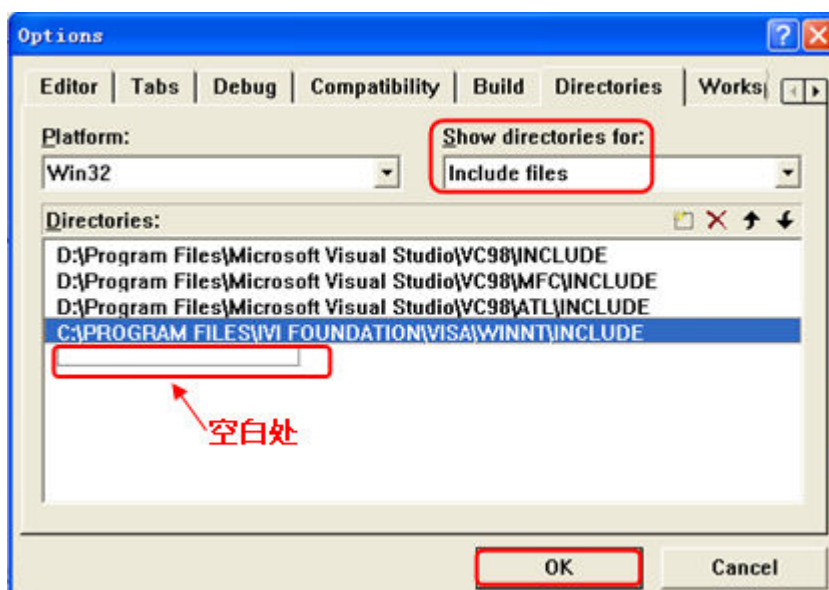 Options
Editor Tabs Debug Compatibility Build Directories Works
Platform: Show directories for:
Win32 Include files
Directories:
D:\Program Files\Microsoft Visual Studio\VC98\INCLUDE
D:\Program Files\Microsoft Visual Studio\VC98\MFC\INCLUDE
D:\Program Files\Microsoft Visual Studio\VC98\ATL\INCLUDE
C:\PROGRAM FILES\IVI FOUNDATION\VISA\WINNT\INCLUDE
空白处
OK Cancel